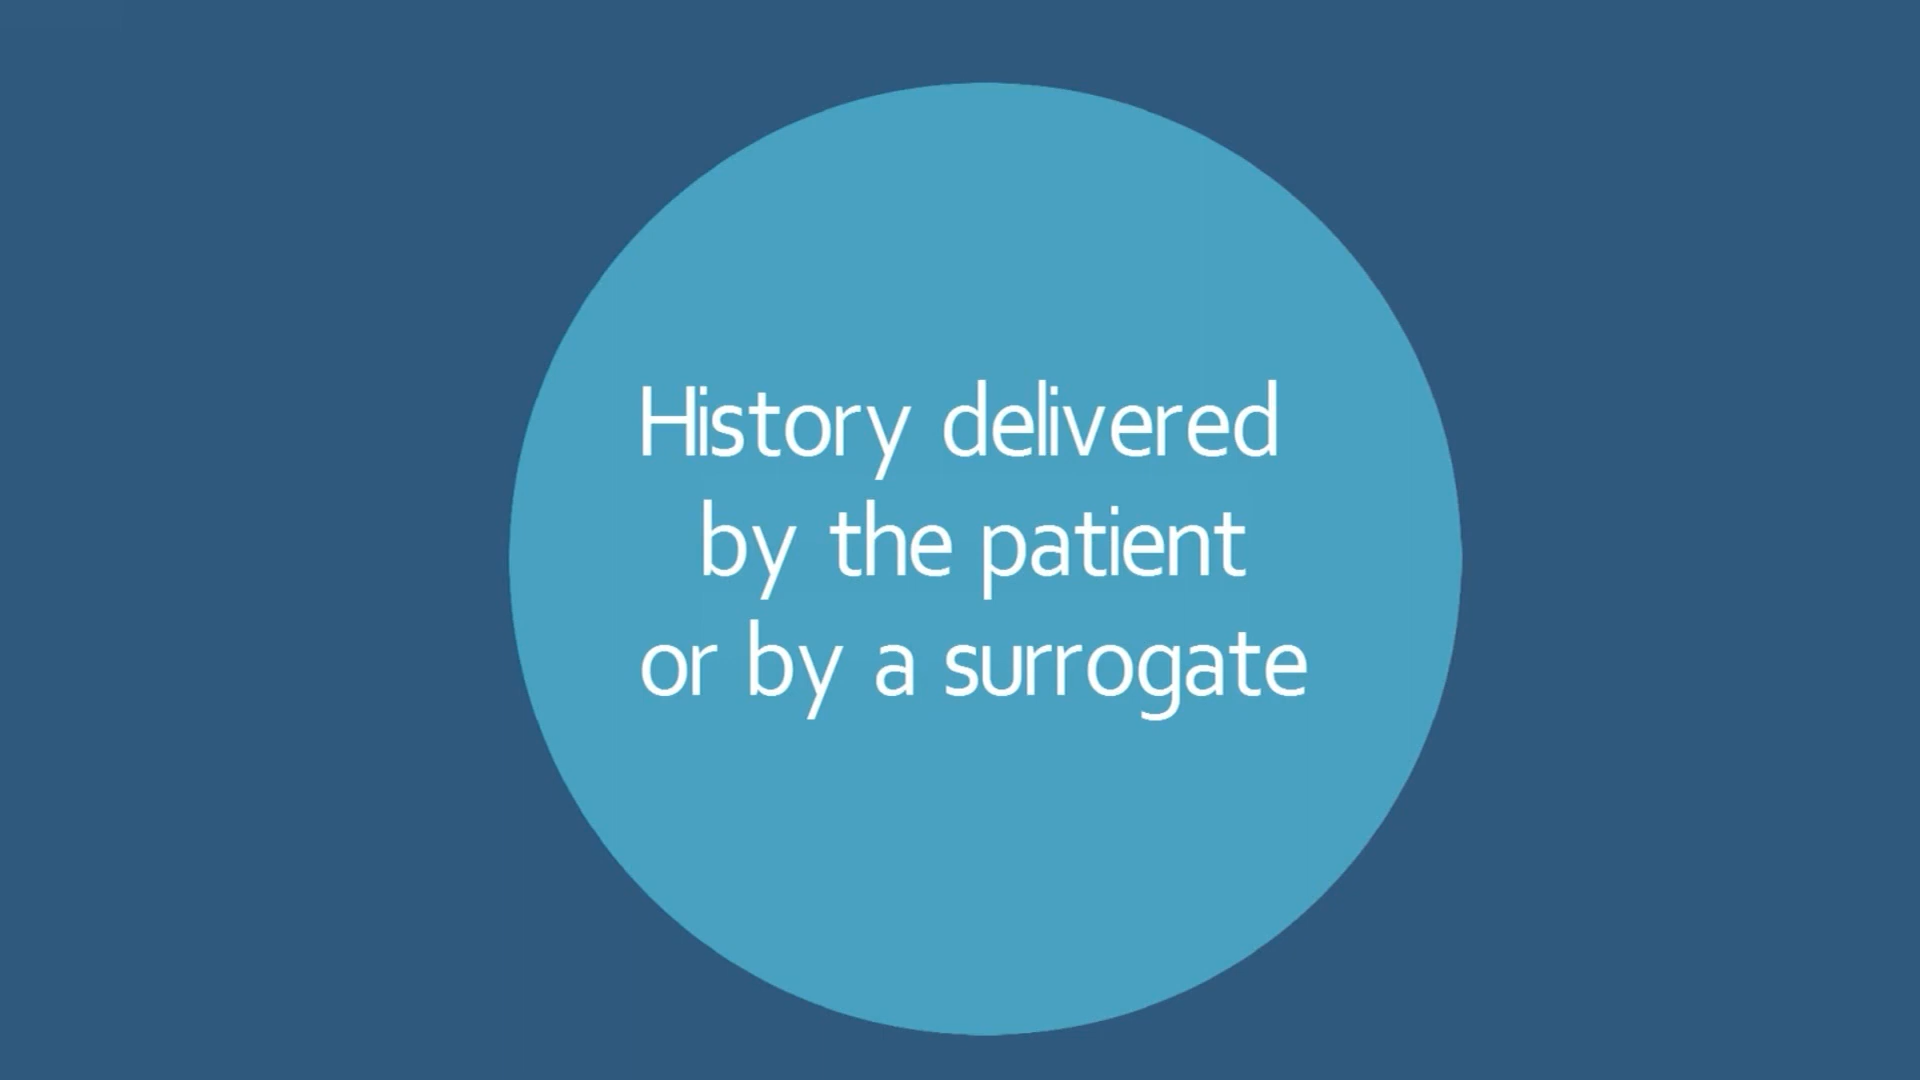 History delivered
by the patient
or by a surrogate